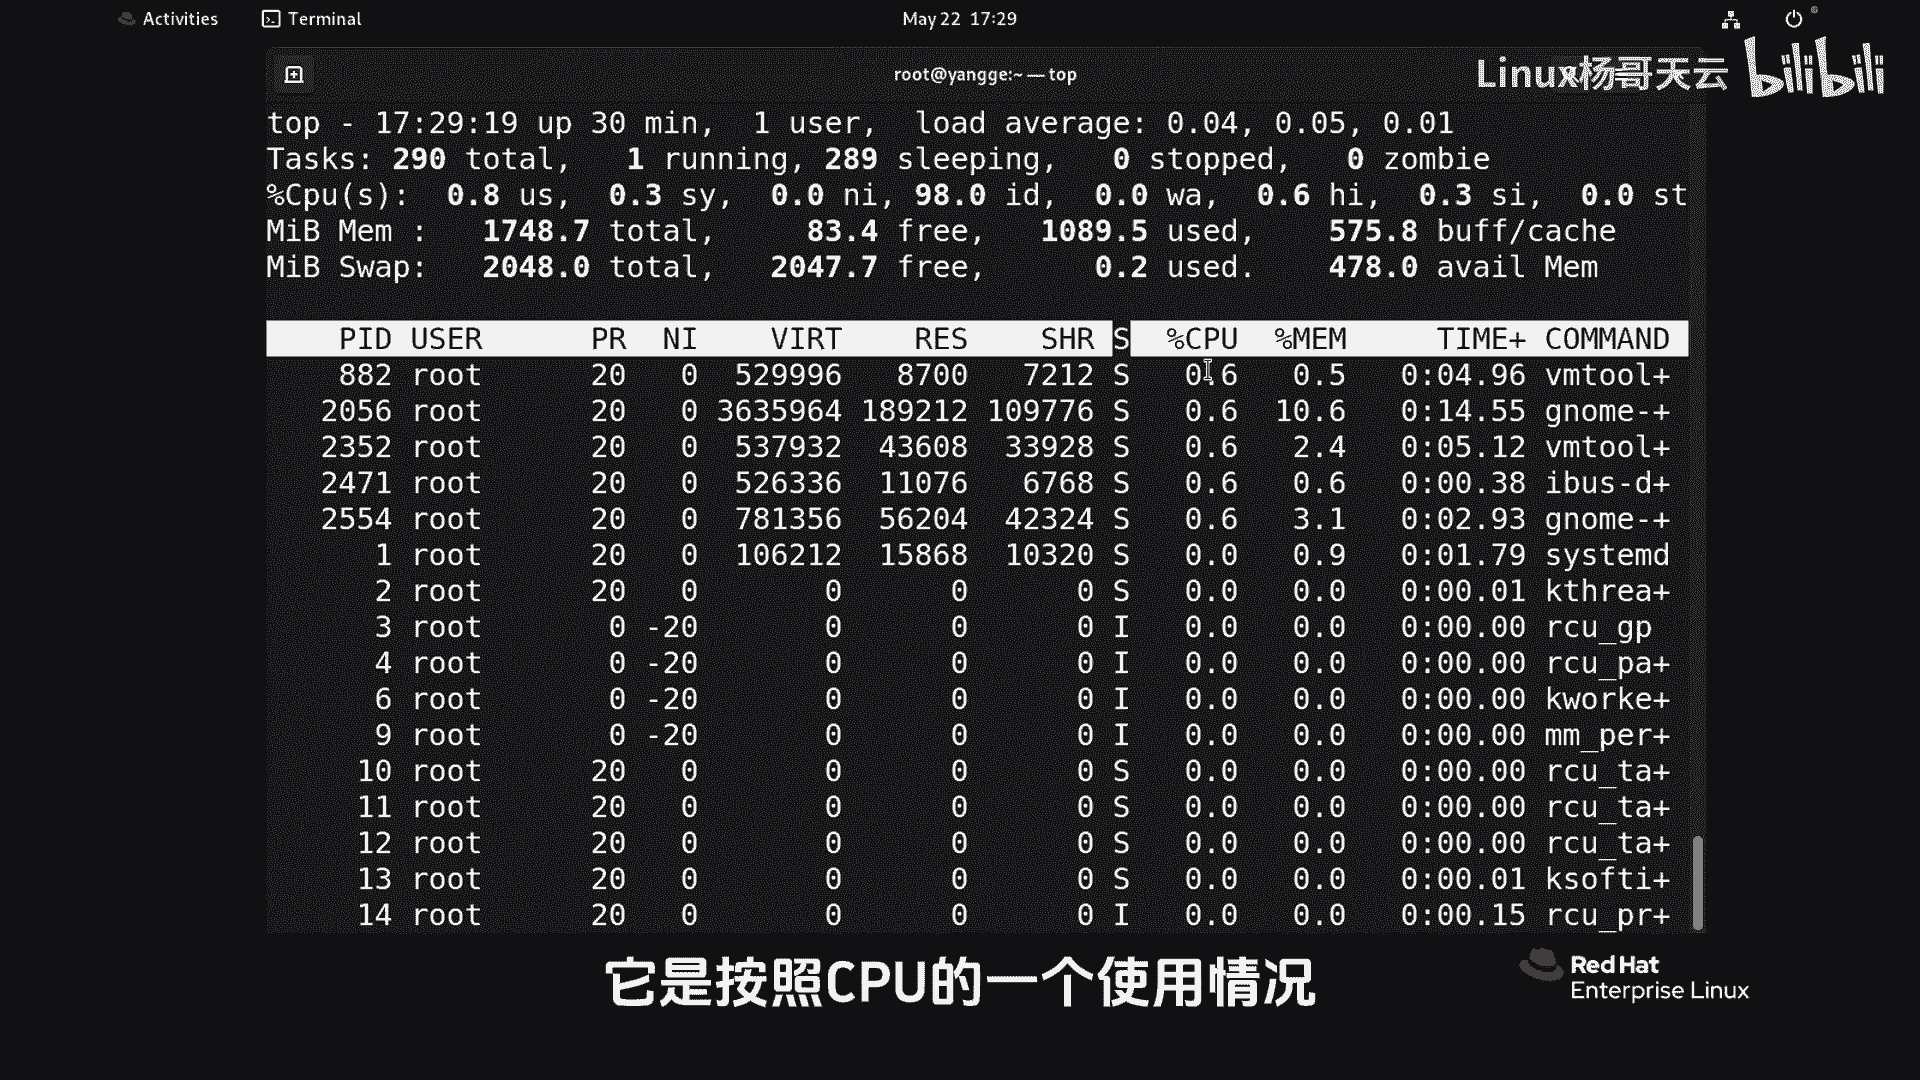 Activities Terminal May 22 17:29
root@yangge:~ — top
Linux杨哥天云 bilibili
top - 17:29:19 up 30 min, 1 user, load average: 0.04, 0.05, 0.01
Tasks: 290 total, 1 running, 289 sleeping, 0 stopped, 0 zombie
%Cpu(s): 0.8 us, 0.3 sy, 0.0 ni, 98.0 id, 0.0 wa, 0.6 hi, 0.3 si, 0.0 st
MiB Mem : 1748.7 total, 83.4 free, 1089.5 used, 575.8 buff/cache
MiB Swap: 2048.0 total, 2047.7 free, 0.2 used. 478.0 avail Mem
PID USER PR NI VIRT RES SHR S %CPU %MEM TIME+ COMMAND
882 root 20 0 529996 8700 7212 S 0.6 0.5 0:04.96 vmtool+
2056 root 20 0 3635964 189212 109776 S 0.6 10.6 0:14.55 gnome-+
2352 root 20 0 537932 43608 33928 S 0.6 2.4 0:05.12 vmtool+
2471 root 20 0 526336 11076 6768 S 0.6 0.6 0:00.38 ibus-d+
2554 root 20 0 781356 56204 42324 S 0.6 3.1 0:02.93 gnome-+
1 root 20 0 106212 15868 10320 S 0.0 0.9 0:01.79 systemd
2 root 20 0 0 0 0 S 0.0 0.0 0:00.01 kthrea+
3 root 0 -20 0 0 0 I 0.0 0.0 0:00.00 rcu_gp
4 root 0 -20 0 0 0 I 0.0 0.0 0:00.00 rcu_pa+
6 root 0 -20 0 0 0 I 0.0 0.0 0:00.00 kworke+
9 root 0 -20 0 0 0 I 0.0 0.0 0:00.00 mm_per+
10 root 20 0 0 0 0 S 0.0 0.0 0:00.00 rcu_ta+
11 root 20 0 0 0 0 S 0.0 0.0 0:00.00 rcu_ta+
12 root 20 0 0 0 0 S 0.0 0.0 0:00.00 rcu_ta+
13 root 20 0 0 0 0 S 0.0 0.0 0:00.01 ksofti+
14 root 20 0 0 0 0 I 0.0 0.0 0:00.15 rcu_pr+
它是按照CPU的一个使用情况
Red Hat
Enterprise Linux